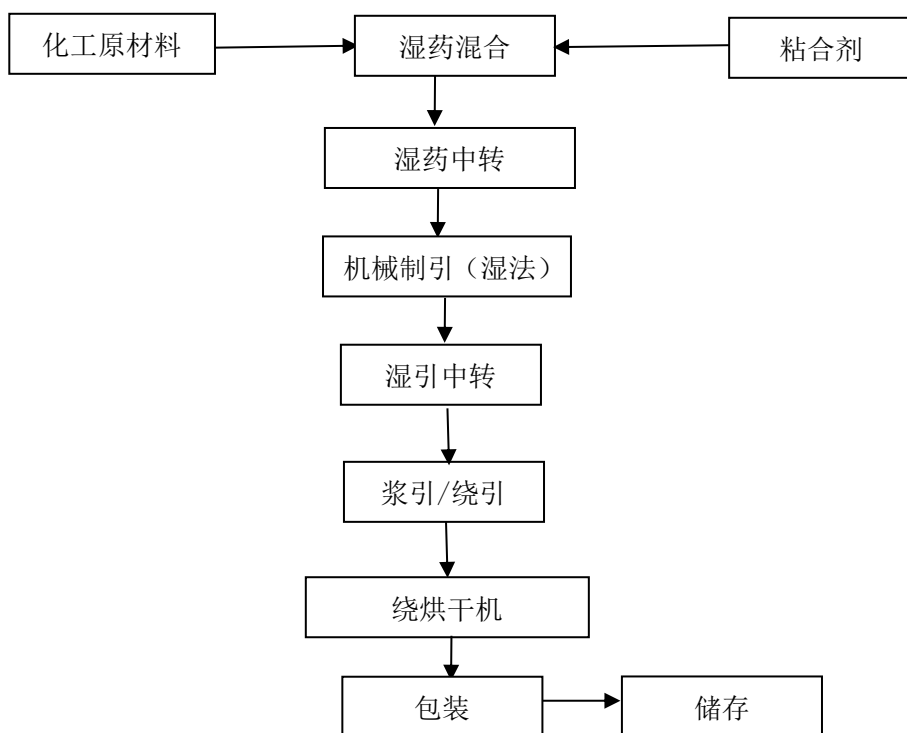 化工原材料
湿药混合
粘合剂
湿药中转
机械制引（湿法）
湿引中转
浆引/绕引
绕烘干机
包装
储存